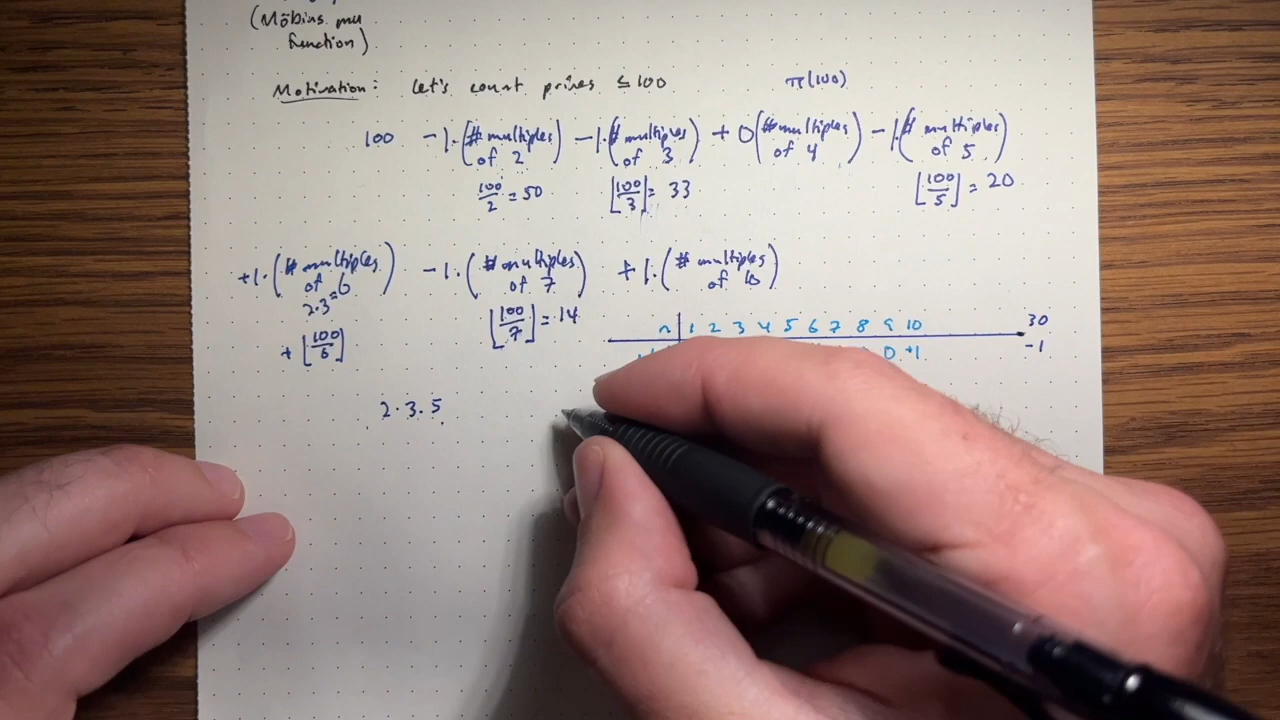 (Möbius mu
function)
Motivation: Let's count primes ≤ 100 π(100)
100 -1·(# multiples of 2) -1·(# multiples of 3) + 0(# multiples of 4) -1(# multiples of 5)
100/2 = 50 ⌊100/3⌋ = 33 ⌊100/5⌋ = 20
+1·(# multiples of 6) -1·(# multiples of 7) +1·(# multiples of 10)
2·3=6
+ ⌊100/6⌋ ⌊100/7⌋ = 14
n 1 2 3 4 5 6 7 8 9 10 30
0 +1 -1
2·3·5